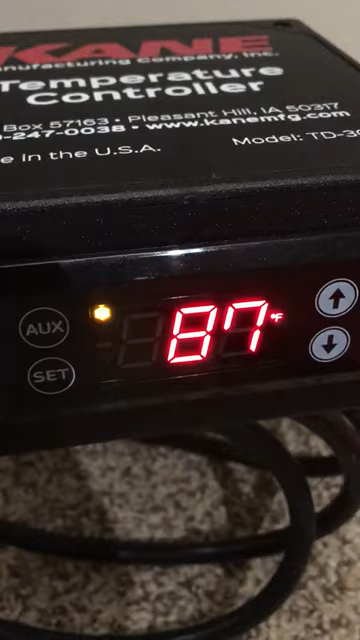 KANE
Manufacturing Company, Inc.
Temperature
Controller
Box 57163 • Pleasant Hill, IA 50317
-247-0038 • www.kanemfg.com
e in the U.S.A.
Model: TD-3
AUX
SET
87°F